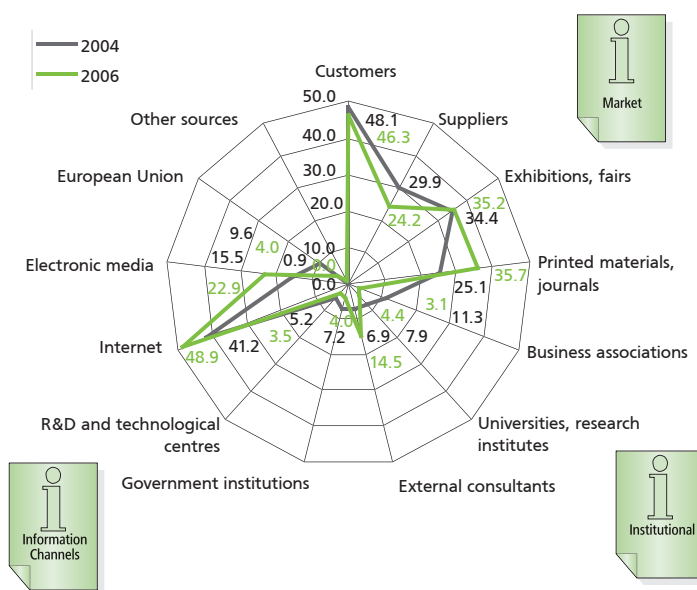 2004
2006
Market
Customers
Suppliers
Exhibitions, fairs
Printed materials,
journals
Business associations
Universities, research
institutes
External consultants
Government institutions
R&D and technological
centres
Internet
Electronic media
European Union
Other sources
50.0
40.0
30.0
20.0
10.0
0.0
48.1
46.3
29.9
24.2
35.2
34.4
35.7
25.1
3.1
11.3
4.4
7.9
6.9
14.5
4.0
7.2
5.2
3.5
41.2
48.9
22.9
15.5
4.0
9.6
0.9
0.0
Information
Channels
Institutional